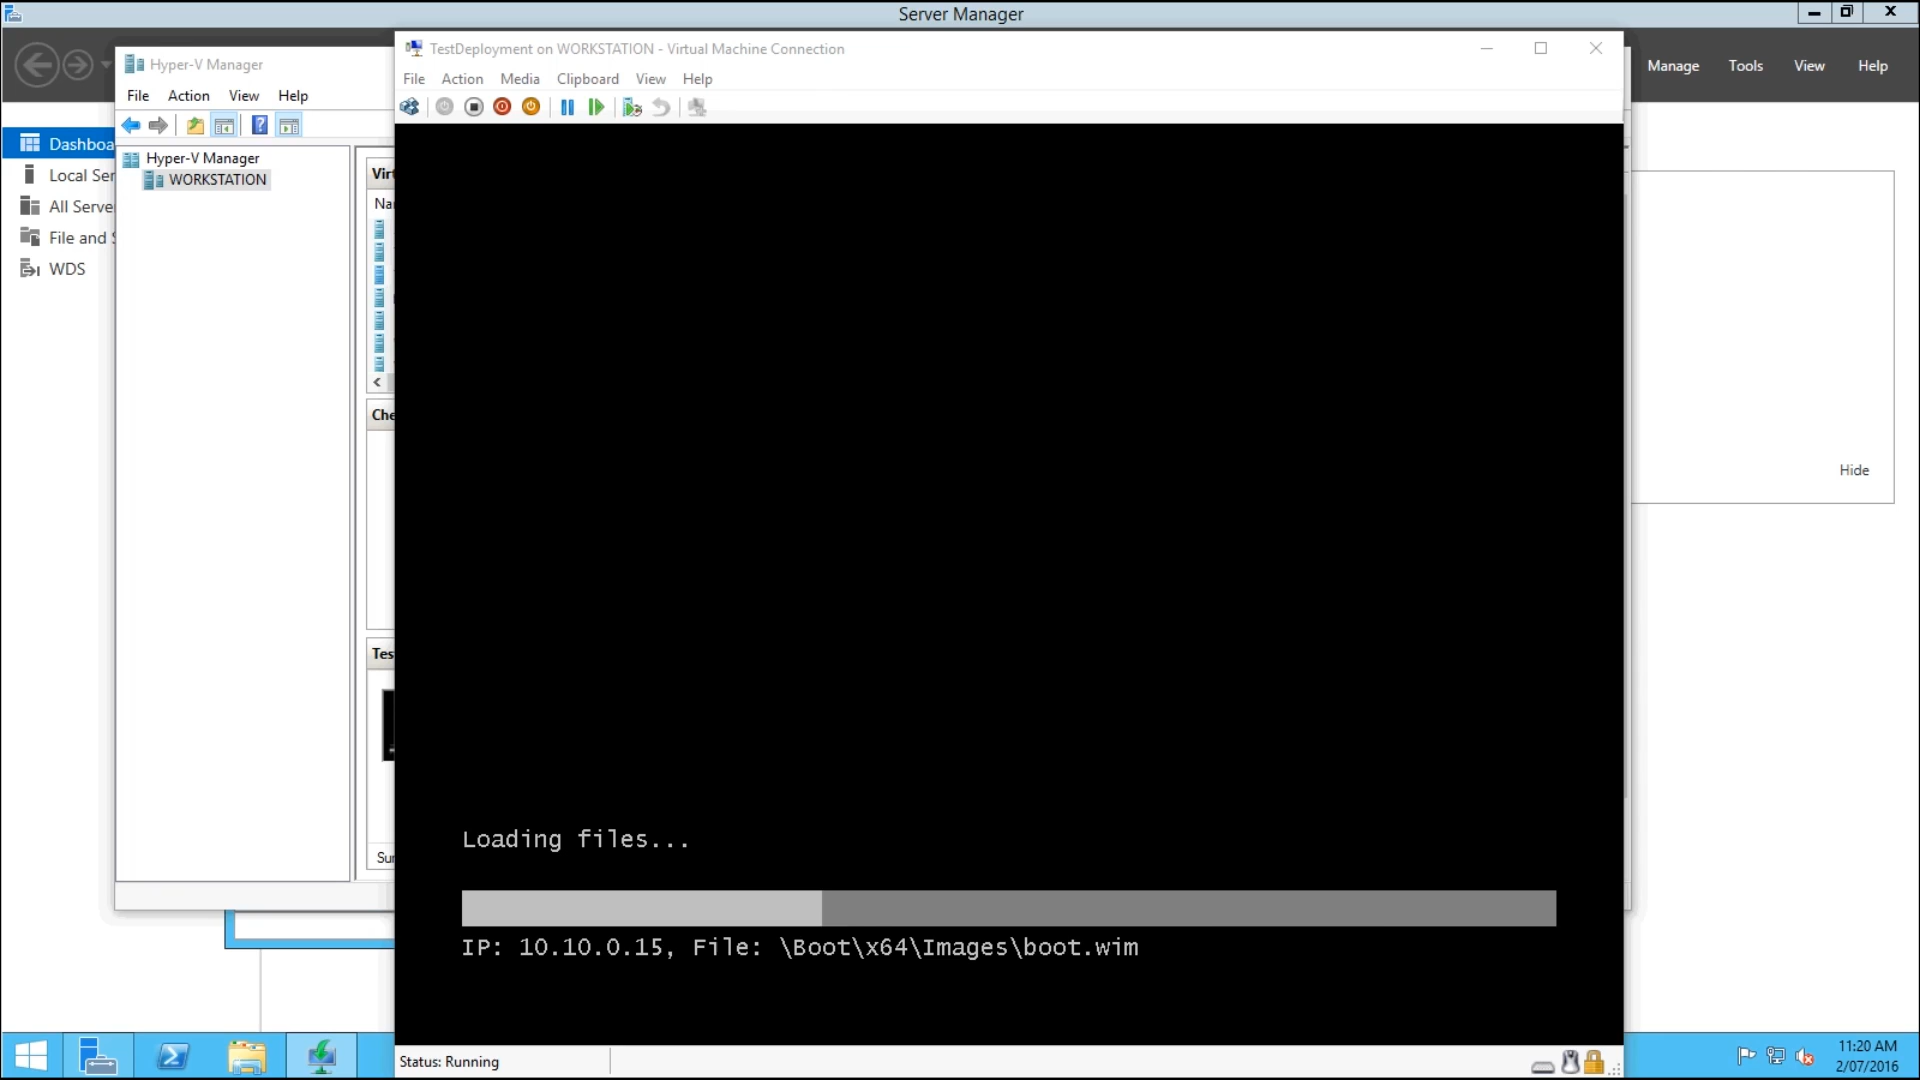 Server Manager
Manage Tools View Help
Dashboa
Local Ser
All Serve
File and S
WDS
Hyper-V Manager
File Action View Help
Hyper-V Manager
WORKSTATION
Virt
Na
Che
Tes
Su
TestDeployment on WORKSTATION - Virtual Machine Connection
File Action Media Clipboard View Help
Loading files...
IP: 10.10.0.15, File: \Boot\x64\Images\boot.wim
Status: Running
Hide
11:20 AM
2/07/2016